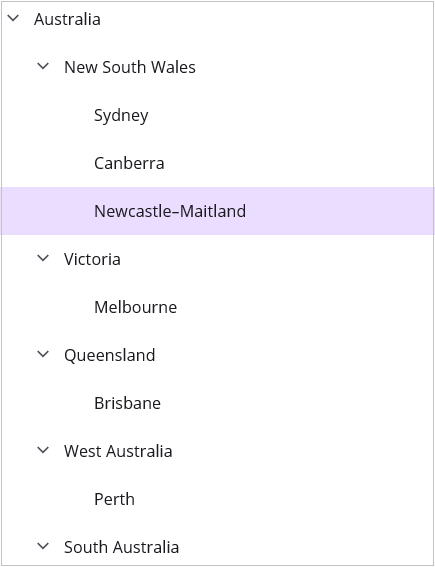 Australia
New South Wales
Sydney
Canberra
Newcastle–Maitland
Victoria
Melbourne
Queensland
Brisbane
West Australia
Perth
South Australia